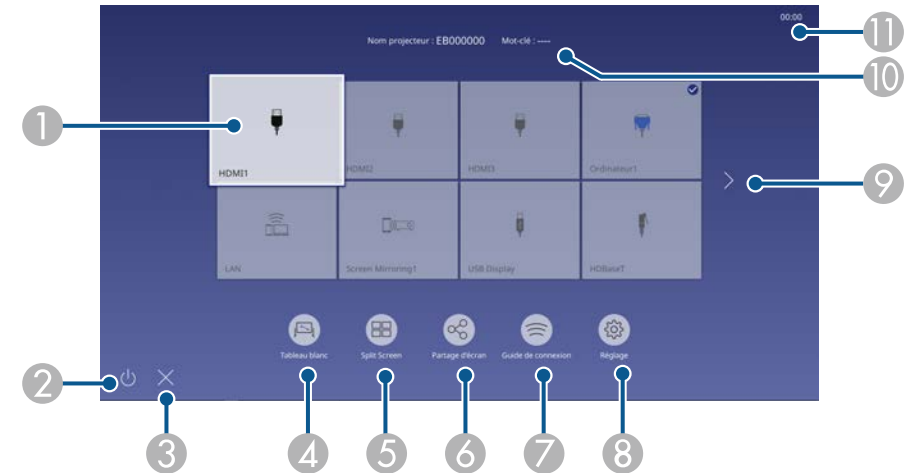 00:00
11
Nom projecteur : EB000000 Mot-clé : ----
10
1
HDMI1 HDMI2 HDMI3 Ordinateur1
9
LAN Screen Mirroring1 USB Display HDBaseT
Tableau blanc Split Screen Partage d'écran Guide de connexion Réglage
2
3 4 5 6 7 8